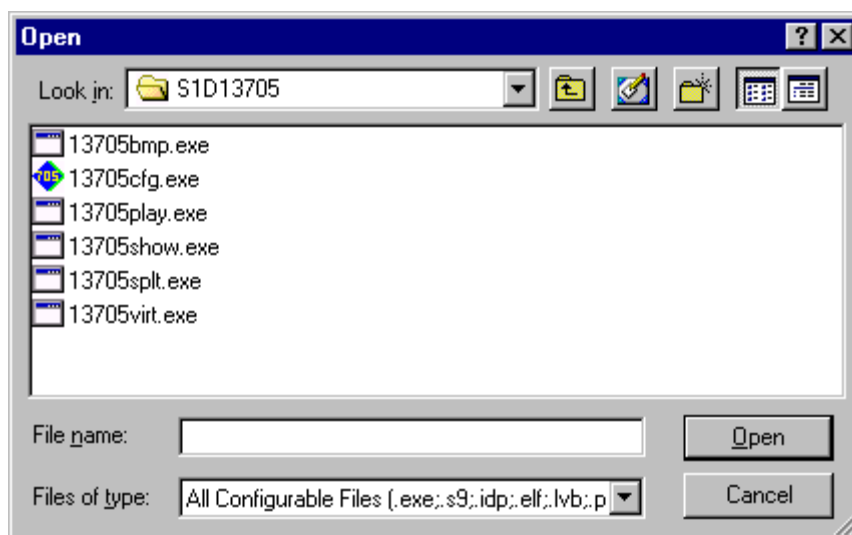 Open
Look in: S1D13705
13705bmp.exe
13705cfg.exe
13705play.exe
13705show.exe
13705splt.exe
13705virt.exe
File name:
Open
Files of type: All Configurable Files (.exe;.s9;.idp;.elf;.lvb;.p
Cancel